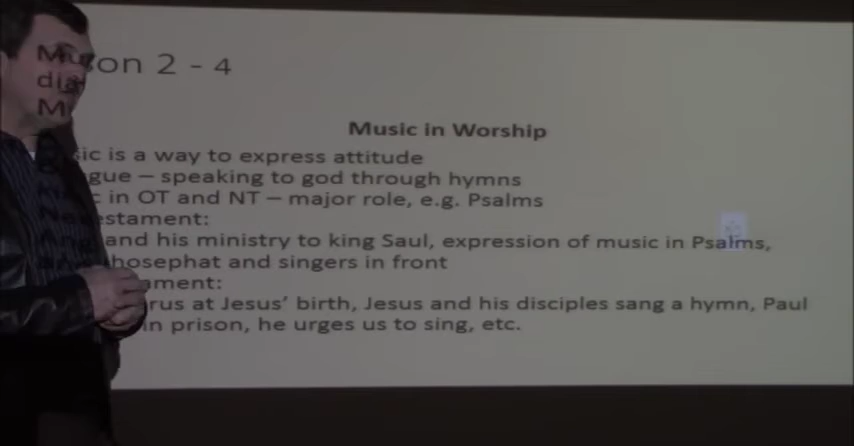 on 2 - 4
Music in Worship
sic is a way to express attitude
gue – speaking to god through hymns
in OT and NT – major role, e.g. Psalms
estament:
and his ministry to king Saul, expression of music in Psalms,
hosephat and singers in front
ament:
rus at Jesus' birth, Jesus and his disciples sang a hymn, Paul
in prison, he urges us to sing, etc.